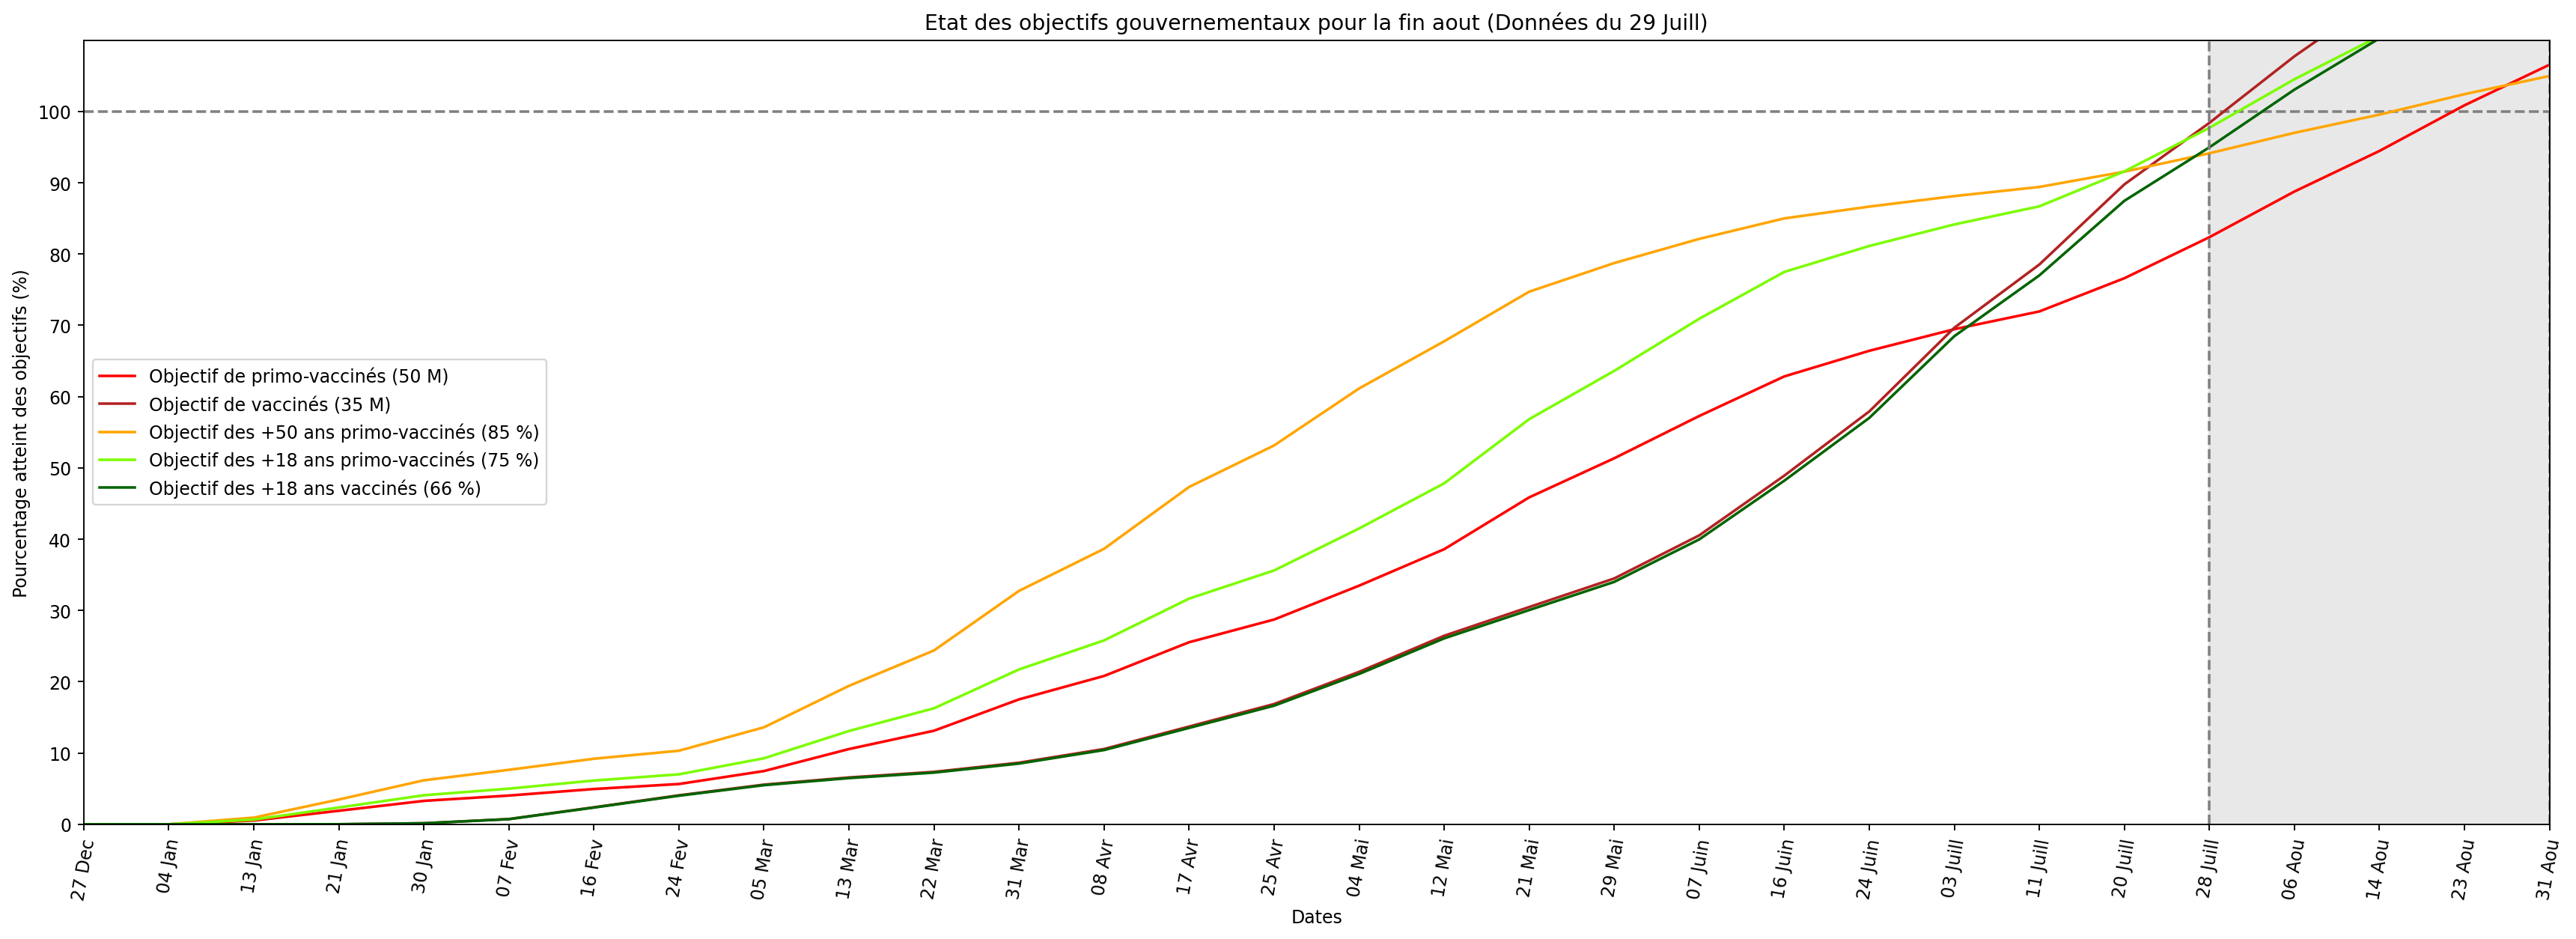 Etat des objectifs gouvernementaux pour la fin aout (Données du 29 Juill)
Pourcentage atteint des objectifs (%)
100
90
80
70
60
50
40
30
20
10
0
Objectif de primo-vaccinés (50 M)
Objectif de vaccinés (35 M)
Objectif des +50 ans primo-vaccinés (85 %)
Objectif des +18 ans primo-vaccinés (75 %)
Objectif des +18 ans vaccinés (66 %)
27 Dec
04 Jan
13 Jan
21 Jan
30 Jan
07 Fev
16 Fev
24 Fev
05 Mar
13 Mar
22 Mar
31 Mar
08 Avr
17 Avr
25 Avr
04 Mai
12 Mai
21 Mai
29 Mai
07 Juin
16 Juin
24 Juin
03 Juill
11 Juill
20 Juill
28 Juill
06 Aou
14 Aou
23 Aou
31 Aou
Dates